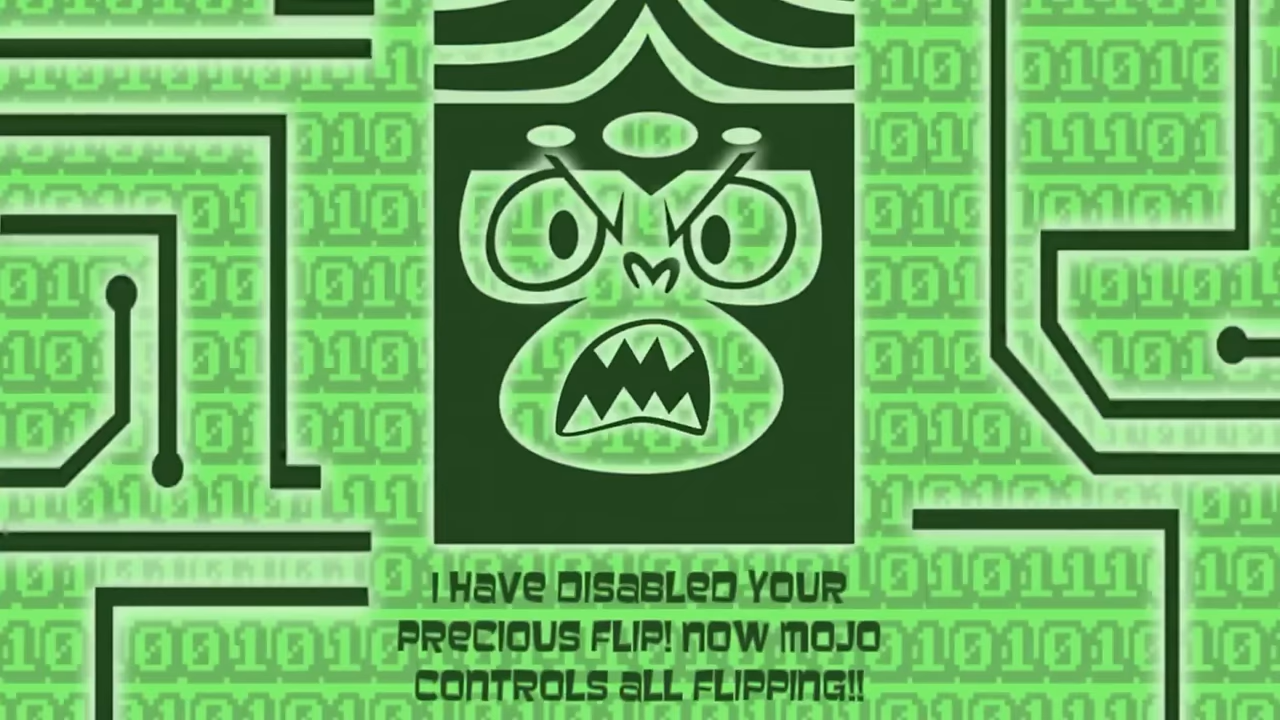 I HAVE DISABLED YOUR
PRECIOUS FLIP! NOW MOJO
CONTROLS ALL FLIPPING!!